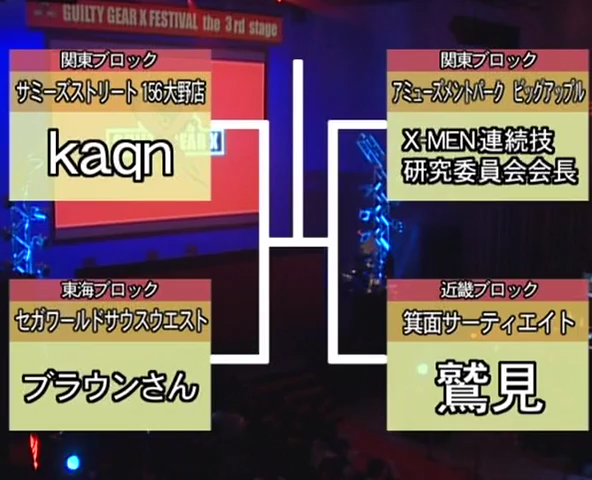 GUILTY GEAR X FESTIVAL the 3rd stage
関東ブロック
サミーズストリート 156大野店
kaqn
関東ブロック
アミューズメントパーク ビッグアップル
X-MEN連続技
研究委員会会長
東海ブロック
セガワールドサウスウエスト
ブラウンさん
近畿ブロック
箕面サーティエイト
鷲見